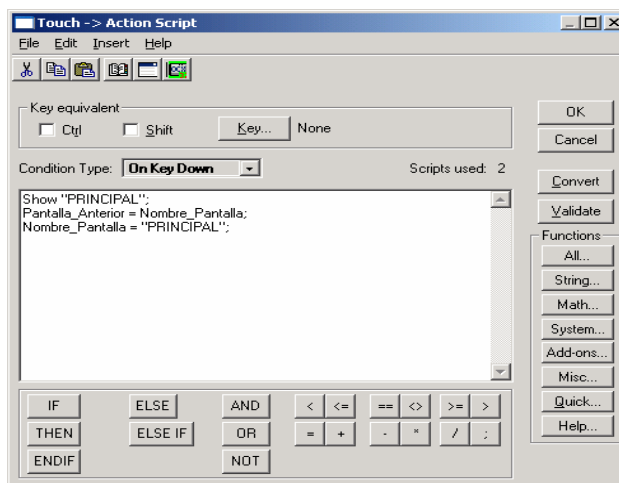 Touch -> Action Script
File Edit Insert Help
Key equivalent
Ctrl Shift Key... None
OK
Cancel
Condition Type: On Key Down Scripts used: 2
Convert
Validate
Show "PRINCIPAL";
Pantalla_Anterior = Nombre_Pantalla;
Nombre_Pantalla = "PRINCIPAL";
Functions
All...
String...
Math...
System...
Add-ons...
Misc...
Quick...
Help...
IF ELSE AND < <= == <> >= >
THEN ELSE IF OR = + - * / ;
ENDIF NOT